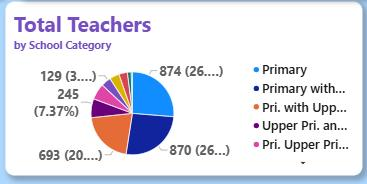 Total Teachers
by School Category
129 (3....)
874 (26....)
245
(7.37%)
693 (20....)
870 (26...)
Primary
Primary with...
Pri. with Upp...
Upper Pri. an...
Pri. Upper Pri...